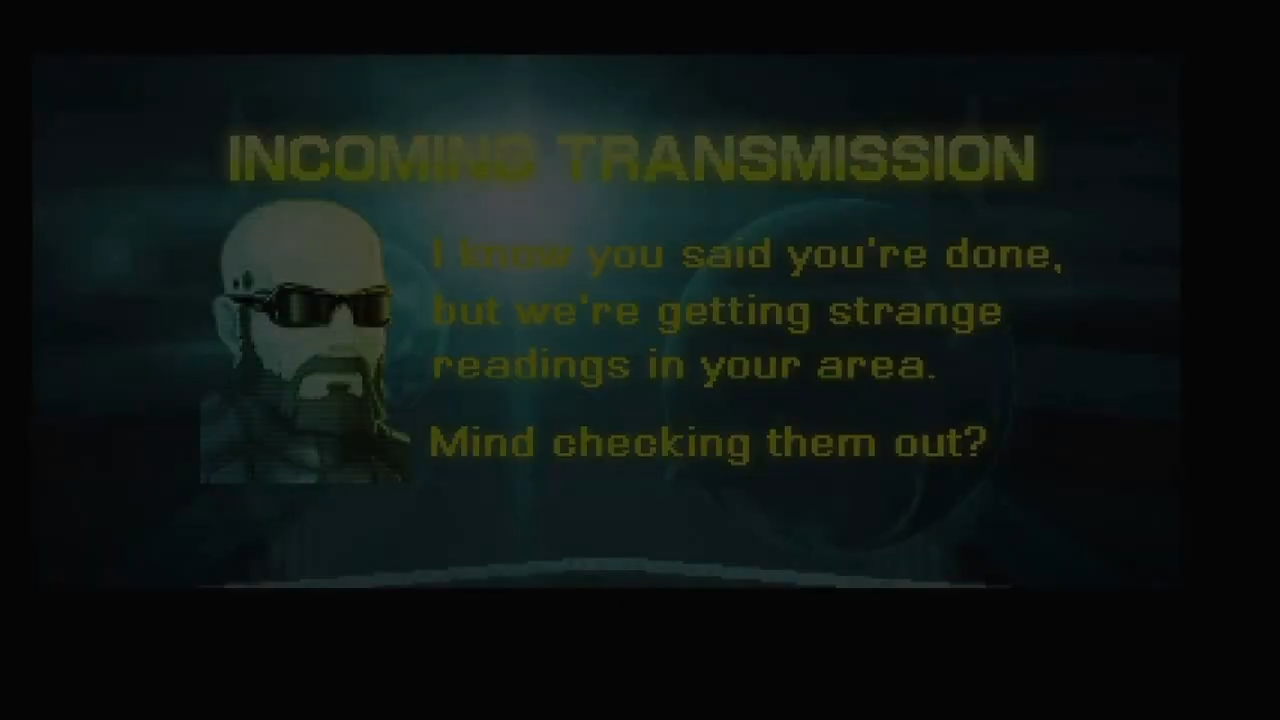 INCOMING TRANSMISSION
I know you said you're done,
but we're getting strange
readings in your area.
Mind checking them out?